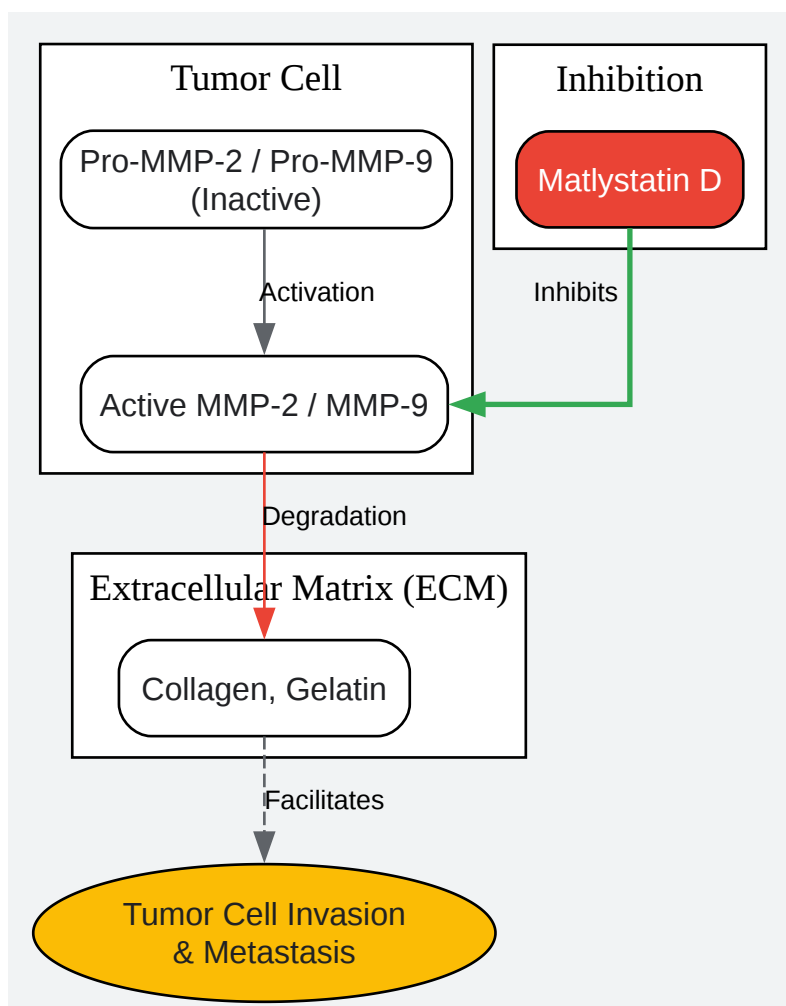 Tumor Cell
Pro-MMP-2 / Pro-MMP-9
(Inactive)
Activation
Active MMP-2 / MMP-9
Inhibition
Matlystatin D
Inhibits
Degradation
Extracellular Matrix (ECM)
Collagen, Gelatin
Facilitates
Tumor Cell Invasion
& Metastasis